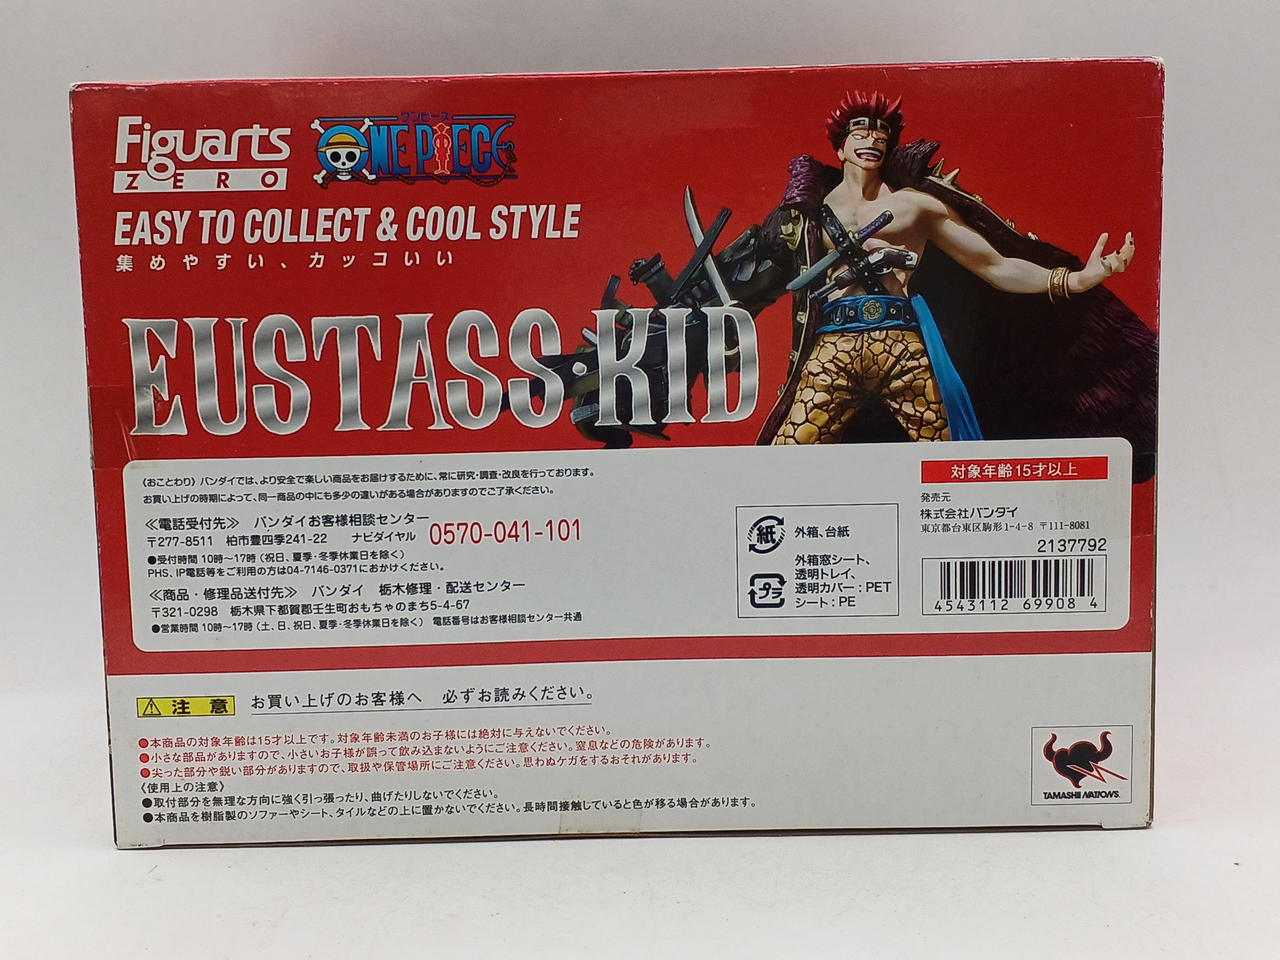 Figuarts
ZERO
ワンピース
ONE PIECE
EASY TO COLLECT & COOL STYLE
集めやすい、カッコいい
EUSTASS・KID
《おことわり》バンダイでは、より安全で楽しい商品をお届けするために、常に研究・調査・改良を行っております。
お買い上げの時期によって、同一商品の中にも多少の違いがある場合がありますのでご了承ください。
≪電話受付先≫ バンダイお客様相談センター
〒277-8511 柏市豊四季241-22 ナビダイヤル 0570-041-101
●受付時間 10時〜17時(祝日、夏季・冬季休業日を除く)
PHS、IP電話等をご利用の方は04-7146-0371におかけください。
≪商品・修理品送付先≫ バンダイ 栃木修理・配送センター
〒321-0298 栃木県下都賀郡壬生町おもちゃのまち5-4-67
●営業時間 10時〜17時(土、日、祝日、夏季・冬季休業日を除く) 電話番号はお客様相談センター共通
紙
外箱、台紙
プラ
外箱窓シート、
透明トレイ、
透明カバー:PET
シート:PE
対象年齢15才以上
発売元
株式会社バンダイ
東京都台東区駒形1-4-8 〒111-8081
2137792
4543112 69908 4
注意
お買い上げのお客様へ 必ずお読みください。
●本商品の対象年齢は15才以上です。対象年齢未満のお子様には絶対に与えないでください。
●小さな部品がありますので、小さいお子様が誤って飲み込まないようにご注意ください。窒息などの危険があります。
●尖った部分や鋭い部分がありますので、取扱や保管場所にご注意ください。思わぬケガをするおそれがあります。
〈使用上の注意〉
●取付部分を無理な方向に強く引っ張ったり、曲げたりしないでください。
●本商品を樹脂製のソファーやシート、タイルなどの上に置かないでください。長時間接触していると色が移る場合があります。
TAMASHII NATIONS